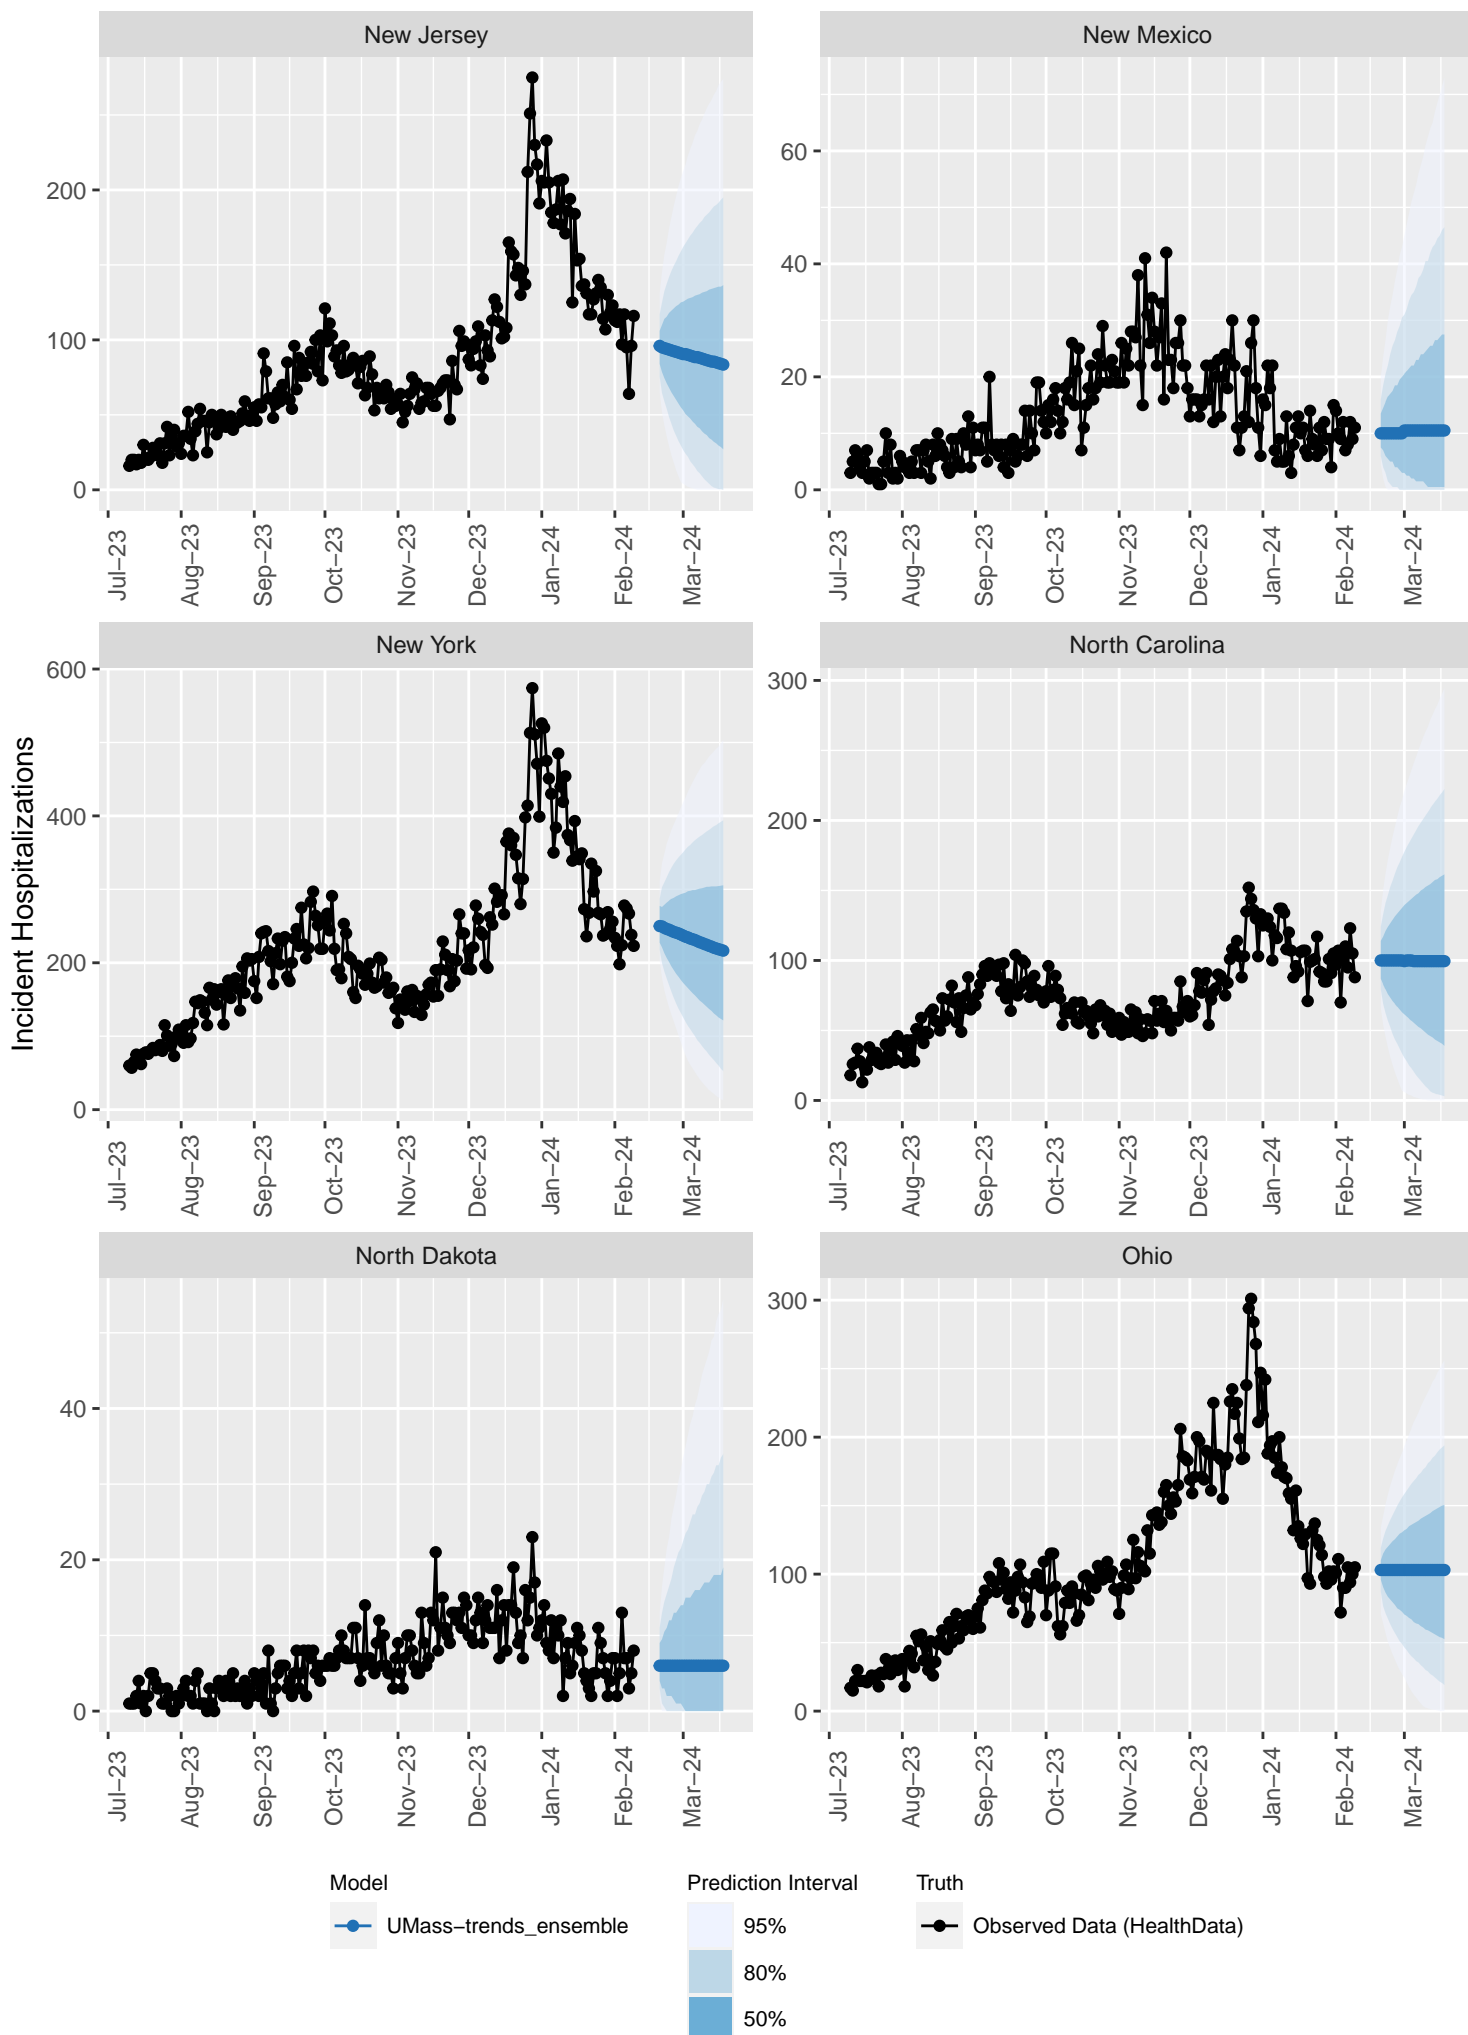 New Jersey
New Mexico
200
100
0
60
40
20
0
Jul−23
Aug−23
Sep−23
Oct−23
Nov−23
Dec−23
Jan−24
Feb−24
Mar−24
Jul−23
Aug−23
Sep−23
Oct−23
Nov−23
Dec−23
Jan−24
Feb−24
Mar−24
Incident Hospitalizations
New York
North Carolina
600
400
200
0
300
200
100
0
Jul−23
Aug−23
Sep−23
Oct−23
Nov−23
Dec−23
Jan−24
Feb−24
Mar−24
Jul−23
Aug−23
Sep−23
Oct−23
Nov−23
Dec−23
Jan−24
Feb−24
Mar−24
North Dakota
Ohio
40
20
0
300
200
100
0
Jul−23
Aug−23
Sep−23
Oct−23
Nov−23
Dec−23
Jan−24
Feb−24
Mar−24
Jul−23
Aug−23
Sep−23
Oct−23
Nov−23
Dec−23
Jan−24
Feb−24
Mar−24
Model
UMass−trends_ensemble
Prediction Interval
95%
80%
50%
Truth
Observed Data (HealthData)